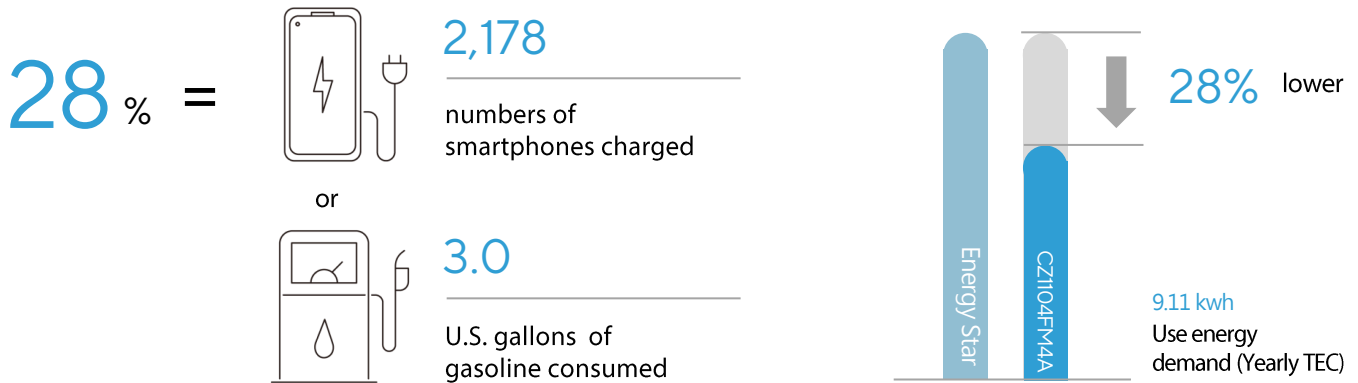 28 % =
2,178
numbers of
smartphones charged
or
3.0
U.S. gallons of
gasoline consumed
Energy Star
CZ1104FM4A
28% lower
9.11 kwh
Use energy
demand (Yearly TEC)